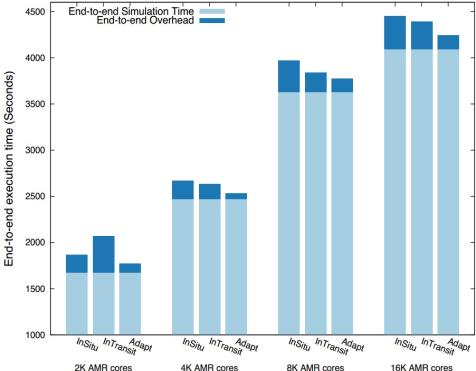 End-to-end Simulation Time
End-to-end Overhead
End-to-end execution time (Seconds)
4500
4000
3500
3000
2500
2000
1500
1000
InSitu InTransit Adapt InSitu InTransit Adapt InSitu InTransit Adapt InSitu InTransit Adapt
2K AMR cores 4K AMR cores 8K AMR cores 16K AMR cores